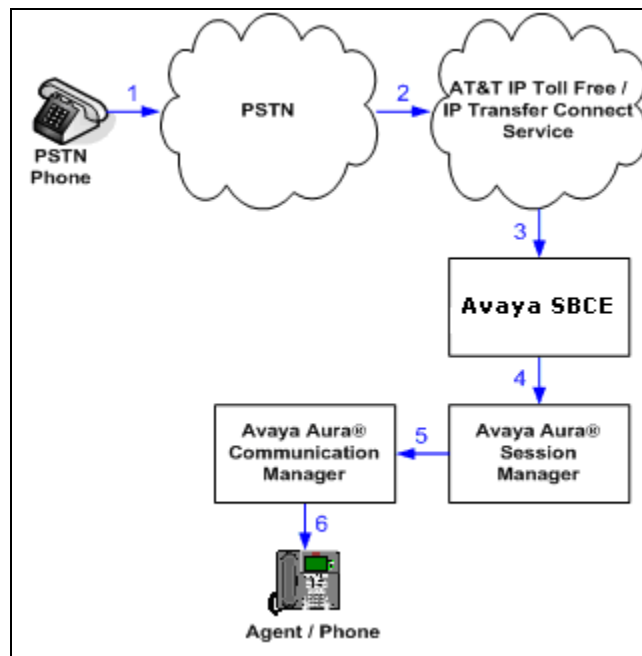 1
PSTN
Phone
PSTN
2
AT&T IP Toll Free /
IP Transfer Connect
Service
3
Avaya SBCE
4
Avaya Aura®
Session
Manager
5
Avaya Aura®
Communication
Manager
6
Agent / Phone